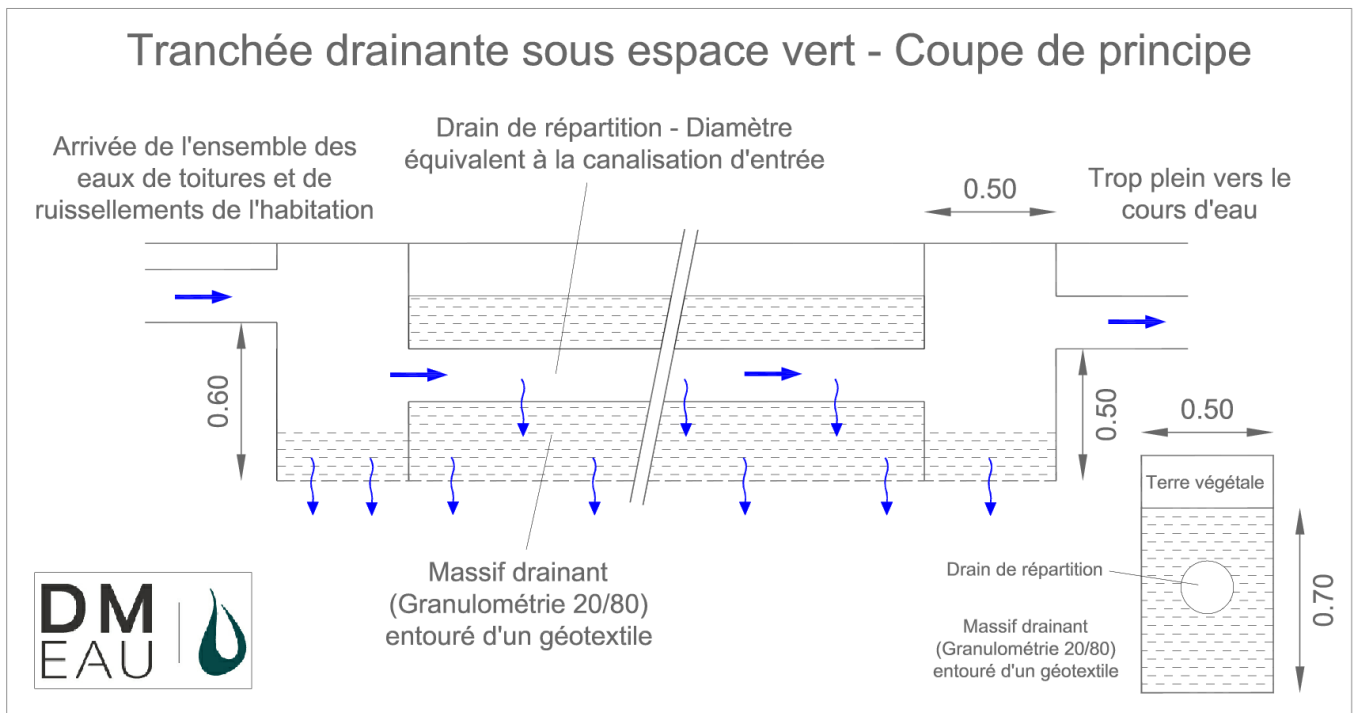 Tranchée drainante sous espace vert - Coupe de principe
Arrivée de l'ensemble des
eaux de toitures et de
ruissellements de l'habitation
Drain de répartition - Diamètre
équivalent à la canalisation d'entrée
0.50
Trop plein vers le
cours d'eau
0.60
0.50
0.50
Terre végétale
Drain de répartition
0.70
Massif drainant
(Granulométrie 20/80)
entouré d'un géotextile
Massif drainant
(Granulométrie 20/80)
entouré d'un géotextile
DM
EAU